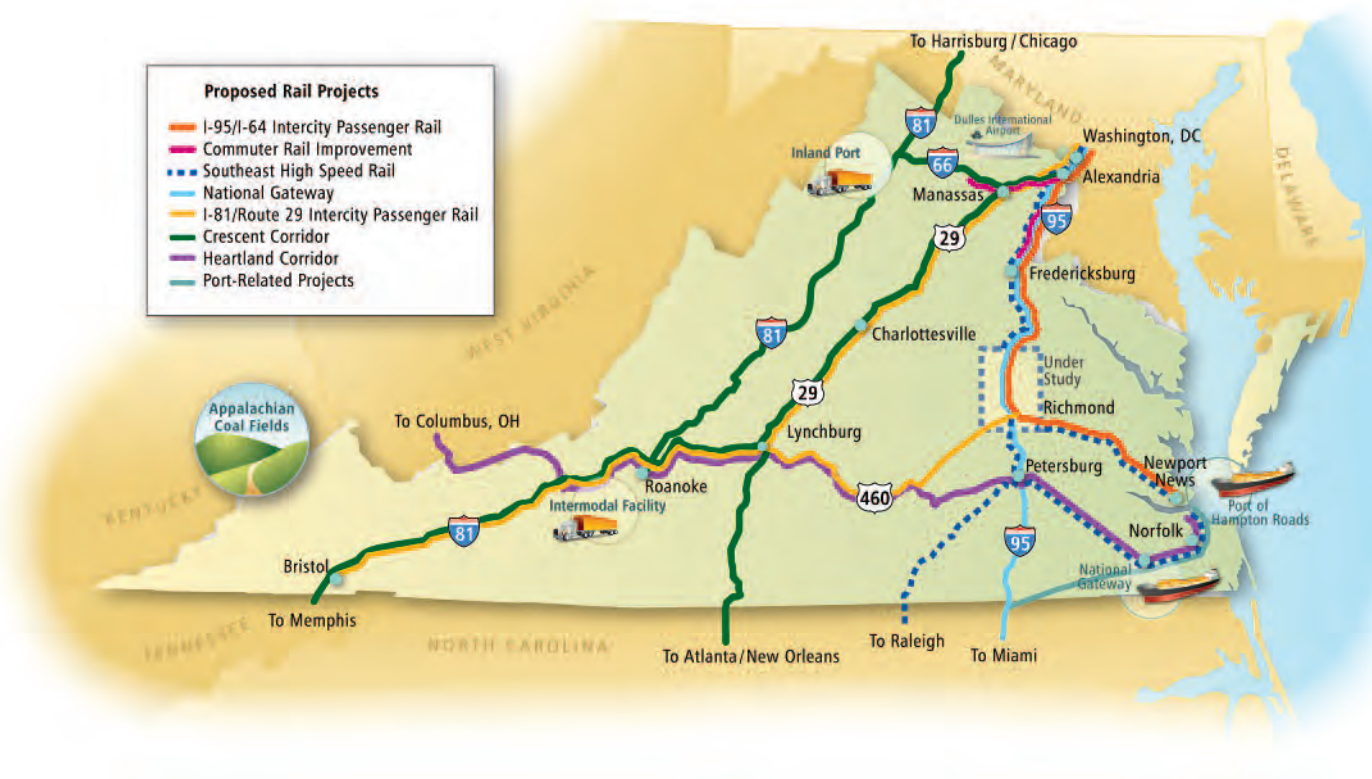 To Harrisburg / Chicago
MARYLAND
Proposed Rail Projects
I-95/I-64 Intercity Passenger Rail
Commuter Rail Improvement
Southeast High Speed Rail
National Gateway
I-81/Route 29 Intercity Passenger Rail
Crescent Corridor
Heartland Corridor
Port-Related Projects
81
Dulles International
Airport
Washington, DC
Inland Port
66
Alexandria
Manassas
DELAWARE
95
29
Fredericksburg
WEST VIRGINIA
81
Charlottesville
Under
Study
29
Richmond
Appalachian
Coal Fields
To Columbus, OH
Lynchburg
Petersburg
Newport
News
KENTUCKY
Roanoke
460
Intermodal Facility
Port of
Hampton Roads
81
95
Norfolk
Bristol
National
Gateway
To Memphis
TENNESSEE
NORTH CAROLINA
To Atlanta/New Orleans
To Raleigh
To Miami